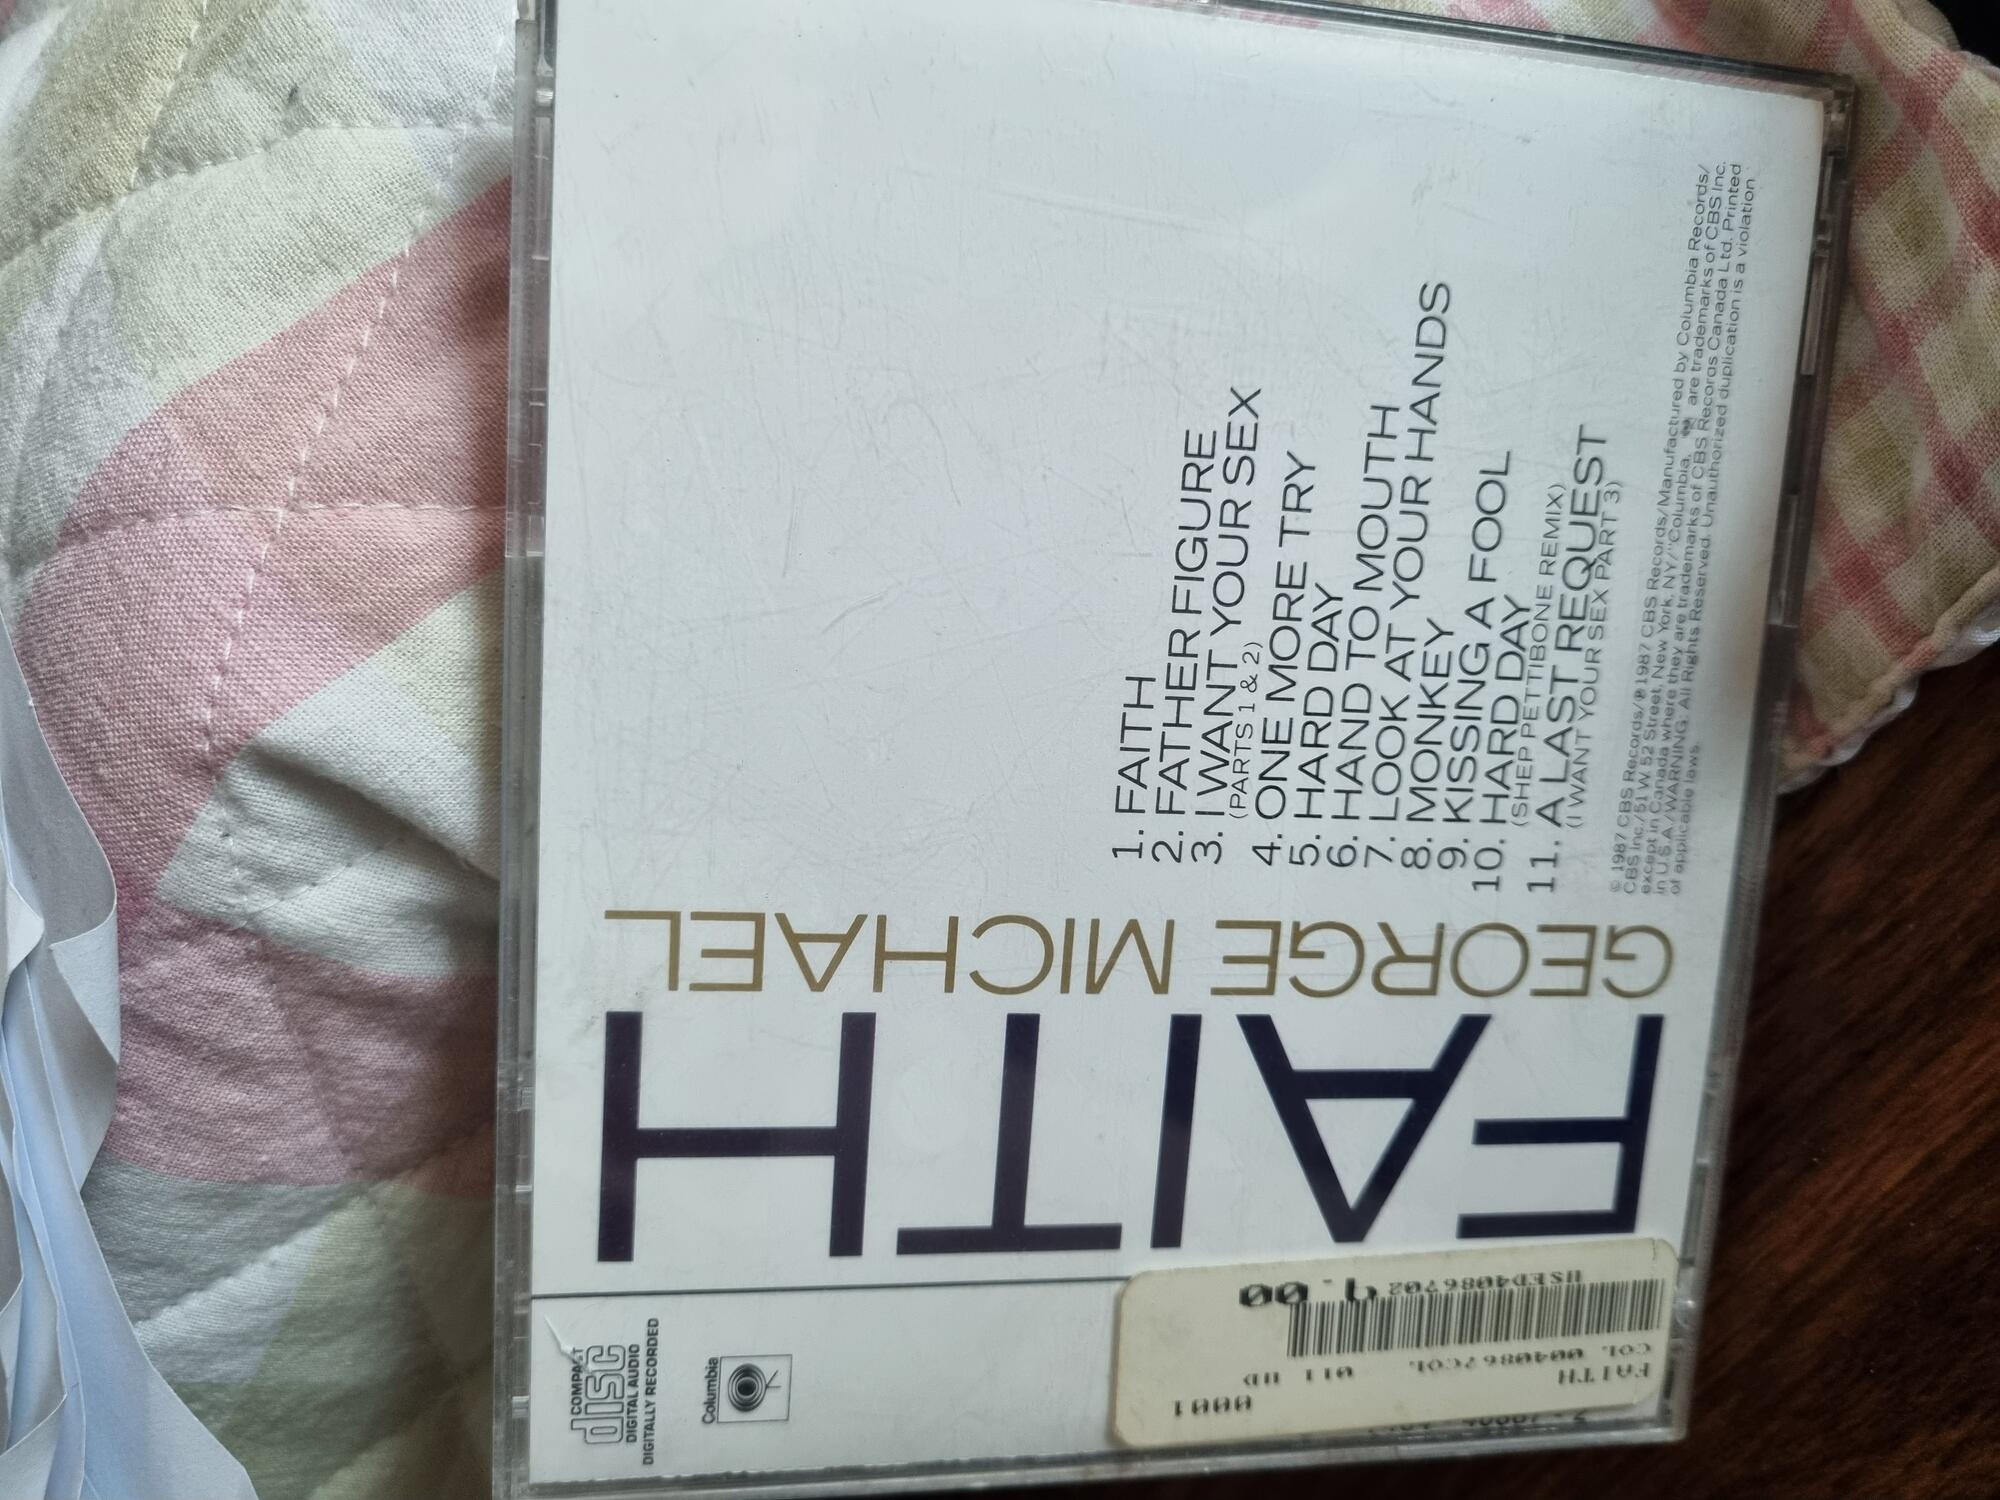 1. FAITH
2. FATHER FIGURE
3. I WANT YOUR SEX
(PARTS 1 & 2)
4. ONE MORE TRY
5. HARD DAY
6. HAND TO MOUTH
7. LOOK AT YOUR HANDS
8. MONKEY
9. KISSING A FOOL
10. HARD DAY
(SHEP PETTIBONE REMIX)
11. A LAST REQUEST
(I WANT YOUR SEX PART 3)
© 1987 CBS Records/℗1987 CBS Records/Manufactured by Columbia Records/
CBS Inc./51 W 52 Street, New York, NY/"Columbia," are trademarks of CBS Inc.
except in Canada where they are trademarks of CBS Records Canada Ltd. Printed
in U.S.A./WARNING: All Rights Reserved. Unauthorized duplication is a violation
of applicable laws.
GEORGE MICHAEL
FAITH
COMPACT
disc
DIGITAL AUDIO
DIGITALLY RECORDED
Columbia
0001
FAITH
COL 0040867COL 011 UD
USED4086702 9.00